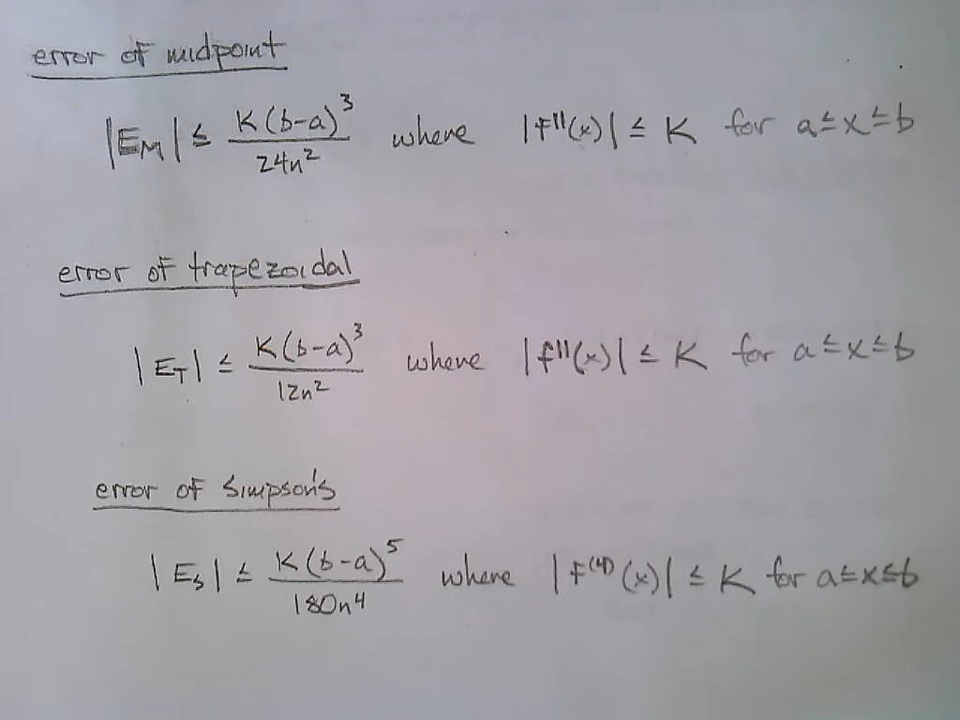 error of midpoint
|E_M| ≤ K(b-a)^3 / 24n^2 where |f''(x)| ≤ K for a≤x≤b
error of trapezoidal
|E_T| ≤ K(b-a)^3 / 12n^2 where |f''(x)| ≤ K for a≤x≤b
error of Simpson's
|E_S| ≤ K(b-a)^5 / 180n^4 where |f^(4)(x)| ≤ K for a≤x≤b